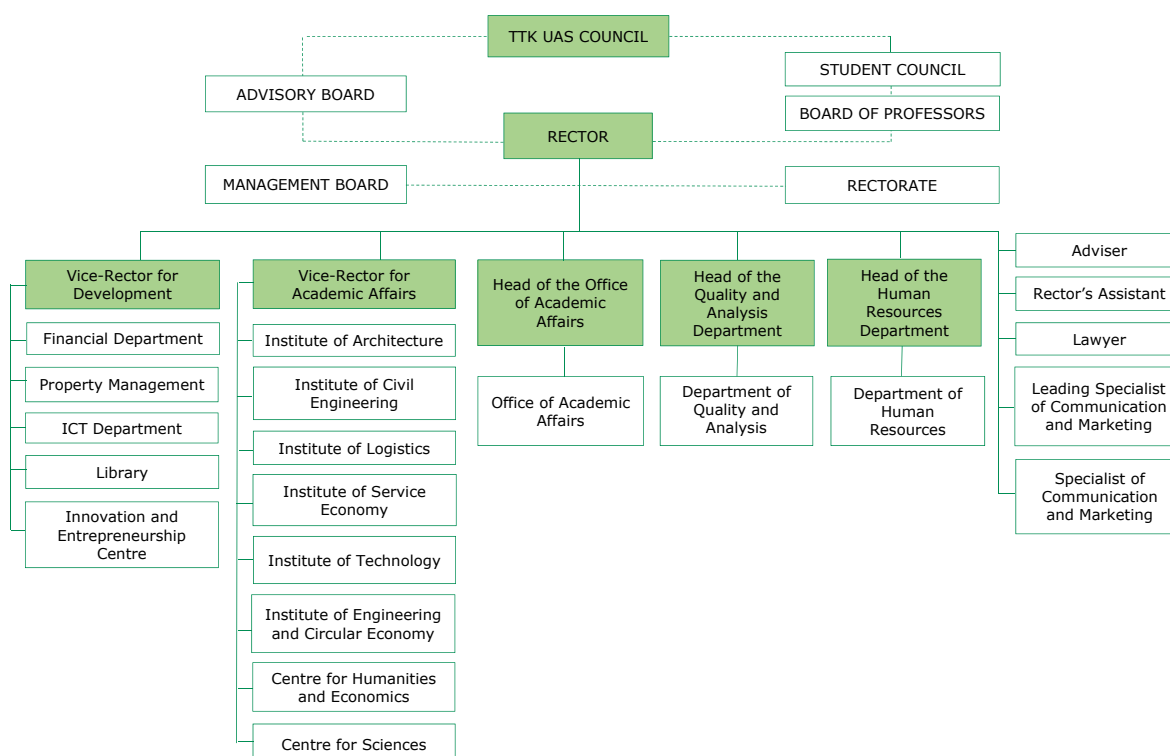 TTK UAS COUNCIL
STUDENT COUNCIL
ADVISORY BOARD
BOARD OF PROFESSORS
RECTOR
MANAGEMENT BOARD
RECTORATE
Vice-Rector for
Development
Financial Department
Property Management
ICT Department
Library
Innovation and
Entrepreneurship
Centre
Vice-Rector for
Academic Affairs
Institute of Architecture
Institute of Civil
Engineering
Institute of Logistics
Institute of Service
Economy
Institute of Technology
Institute of Engineering
and Circular Economy
Centre for Humanities
and Economics
Centre for Sciences
Head of the Office
of Academic
Affairs
Office of Academic
Affairs
Head of the
Quality and
Analysis
Department
Department of
Quality and
Analysis
Head of the
Human
Resources
Department
Department of
Human
Resources
Adviser
Rector’s Assistant
Lawyer
Leading Specialist
of Communication
and Marketing
Specialist of
Communication
and Marketing